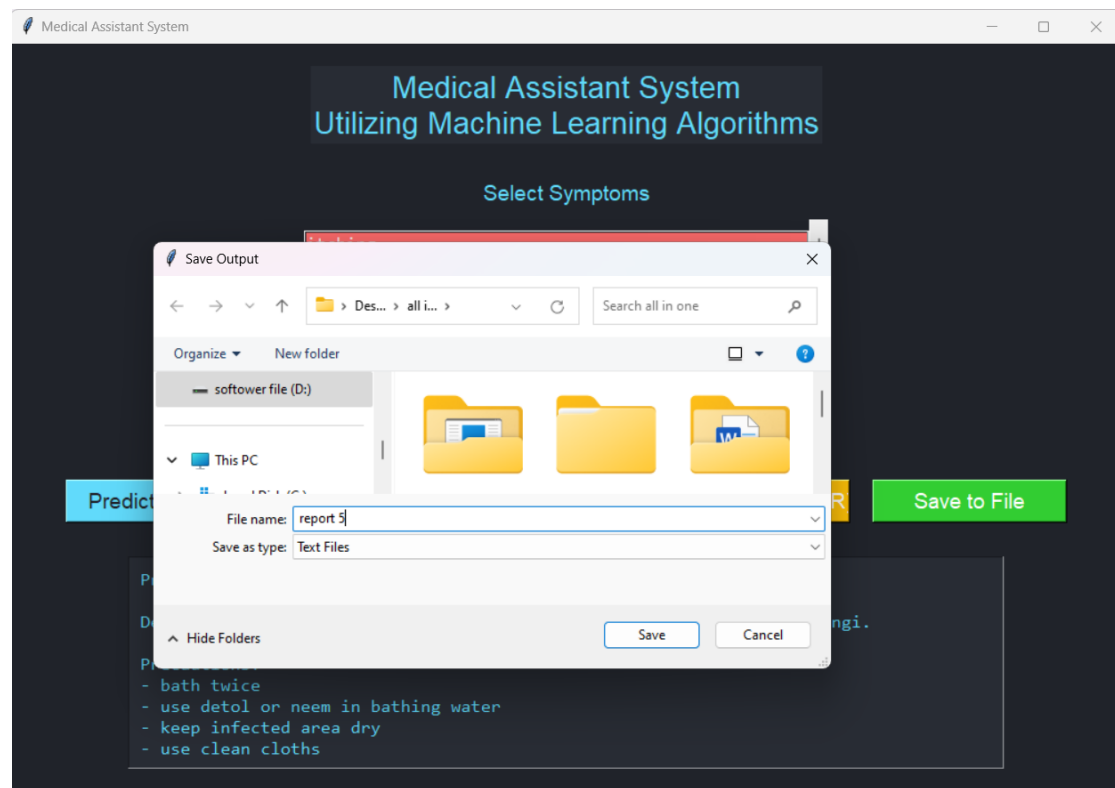 Medical Assistant System
Medical Assistant System
Utilizing Machine Learning Algorithms
Select Symptoms
Save Output
Des... all i...
Search all in one
Organize
New folder
softower file (D:)
This PC
Predict
R
Save to File
File name: report 5
Save as type: Text Files
ngi.
Hide Folders
Save
Cancel
- bath twice
- use detol or neem in bathing water
- keep infected area dry
- use clean cloths